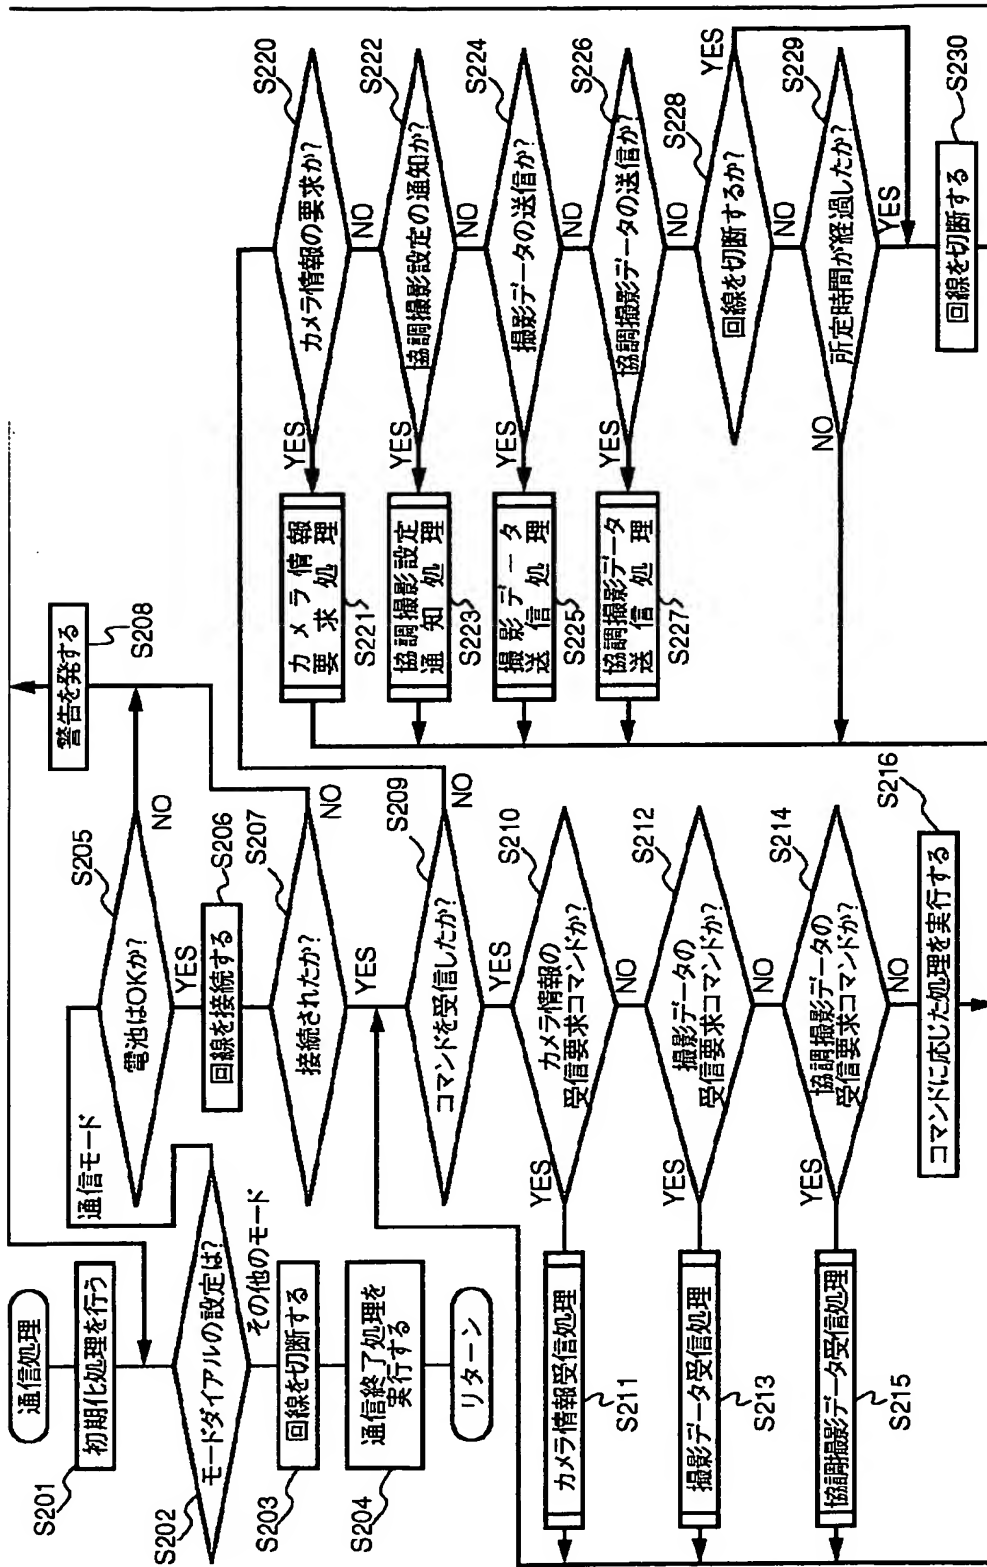 通信処理
初期化処理を行う
S201
モードダイアルの設定は?
S202
通信モード
その他のモード
回線を切断する
S203
通信終了処理を
実行する
S204
リターン
電池はOKか?
S205
NO
YES
警告を発する
S208
回線を接続する
S206
接続されたか?
S207
NO
YES
コマンドを受信したか?
S209
NO
YES
カメラ情報の
受信要求コマンドか?
S210
YES
NO
カメラ情報受信処理
S211
撮影データの
受信要求コマンドか?
S212
YES
NO
撮影データ受信処理
S213
協調撮影データの
受信要求コマンドか?
S214
YES
NO
協調撮影データ受信処理
S215
コマンドに応じた処理を実行する
S216
カメラ情報の要求か?
S220
YES
NO
カメラ情報
要求処理
S221
協調撮影設定の通知か?
S222
YES
NO
協調撮影設定
通知処理
S223
撮影データの送信か?
S224
YES
NO
撮影データ
送信処理
S225
協調撮影データの送信か?
S226
YES
NO
協調撮影データ
送信処理
S227
回線を切断するか?
S228
YES
NO
所定時間が経過したか?
S229
NO
YES
回線を切断する
S230